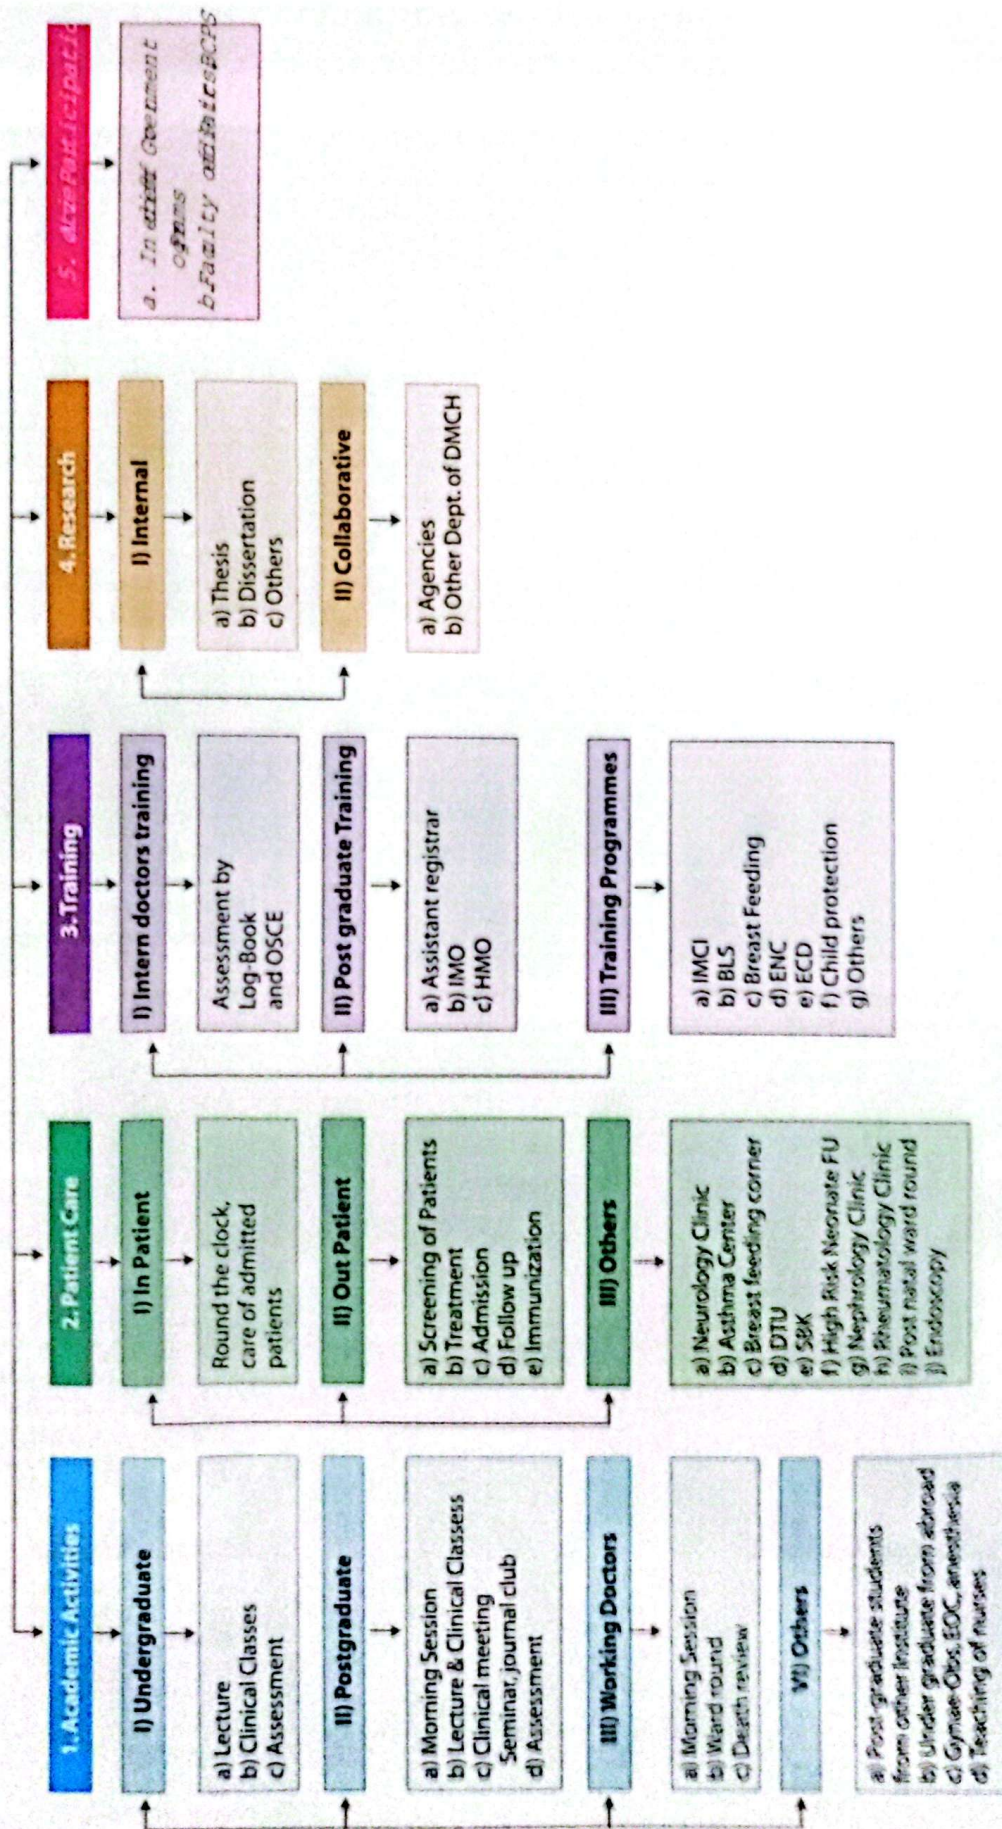 1. Academic Activities
I) Undergraduate
a) Lecture
b) Clinical Classes
c) Assessment
II) Postgraduate
a) Morning Session
b) Lecture & Clinical Classess
c) Clinical meeting
Seminar, journal club
d) Assessment
III) Working Doctors
a) Morning Session
b) Ward round
c) Death review
VI) Others
a) Post graduate students
from other institute
b) Under graduate from abroad
c) Gynae-Obs, EOC, anesthesia
d) Teaching of nurses
2. Patient Care
I) In Patient
Round the clock,
care of admitted
patients
II) Out Patient
a) Screening of Patients
b) Treatment
c) Admission
d) Follow up
e) Immunization
III) Others
a) Neurology Clinic
b) Asthma Center
c) Breast feeding corner
d) DTU
e) SBK
f) High Risk Neonate FU
g) Nephrology Clinic
h) Rheumatology Clinic
i) Post natal ward round
j) Endoscopy
3. Training
I) Intern doctors training
Assessment by
Log-Book
and OSCE
II) Post graduate Training
a) Assistant registrar
b) IMO
c) HMO
III) Training Programmes
a) IMCI
b) BLS
c) Breast Feeding
d) ENC
e) ECD
f) Child protection
g) Others
4. Research
I) Internal
a) Thesis
b) Dissertation
c) Others
II) Collaborative
a) Agencies
b) Other Dept. of DMCH
5.
a. In
b.